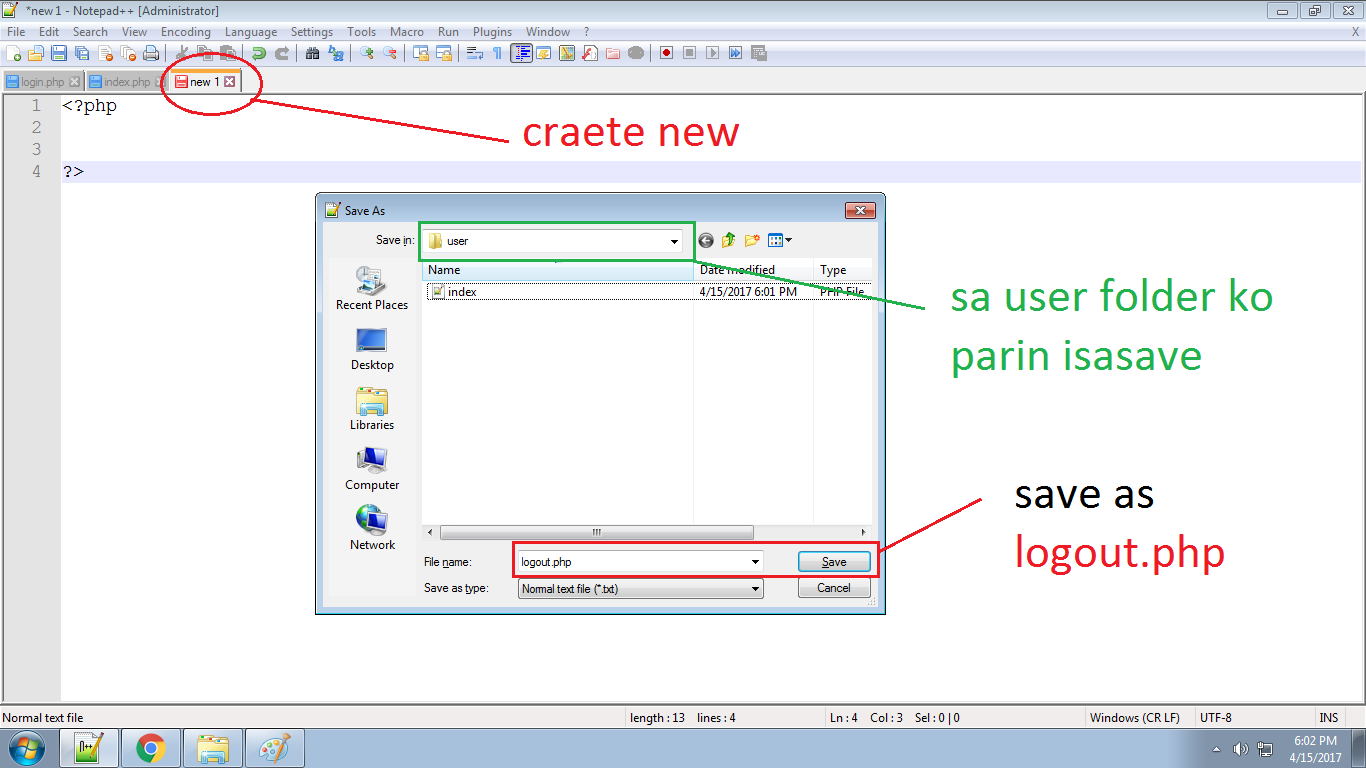 *new 1 - Notepad++ [Administrator]
File Edit Search View Encoding Language Settings Tools Macro Run Plugins Window ? X
login.php index.php new 1
1 <?php
2
3
4 ?>
craete new
Save As
Save in: user
Name Date modified Type
index 4/15/2017 6:01 PM PHP File
Recent Places
Desktop
Libraries
Computer
Network
sa user folder ko
parin isasave
save as
logout.php
File name: logout.php Save
Save as type: Normal text file (*.txt) Cancel
Normal text file length : 13 lines : 4 Ln : 4 Col : 3 Sel : 0 | 0 Windows (CR LF) UTF-8 INS
6:02 PM
4/15/2017